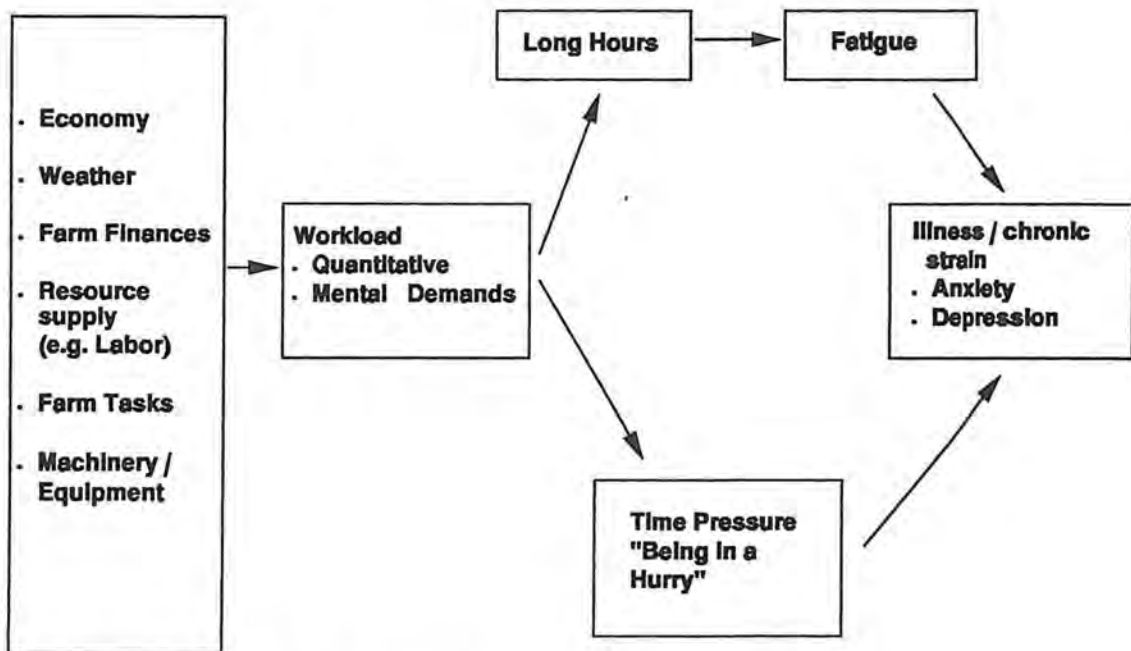 . Economy
. Weather
. Farm Finances
. Resource
supply
(e.g. Labor)
. Farm Tasks
. Machinery /
Equipment
Workload
. Quantitative
. Mental Demands
Long Hours
Fatigue
Time Pressure
"Being in a
Hurry"
Illness / chronic
strain
. Anxiety
. Depression